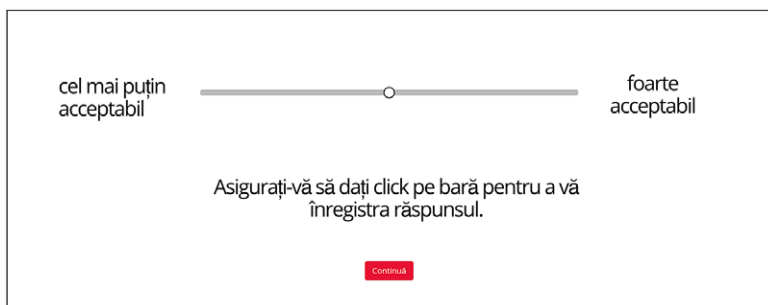 cel mai puțin
acceptabil
foarte
acceptabil
Asigurați-vă să dați click pe bară pentru a vă
înregistra răspunsul.
Continuă